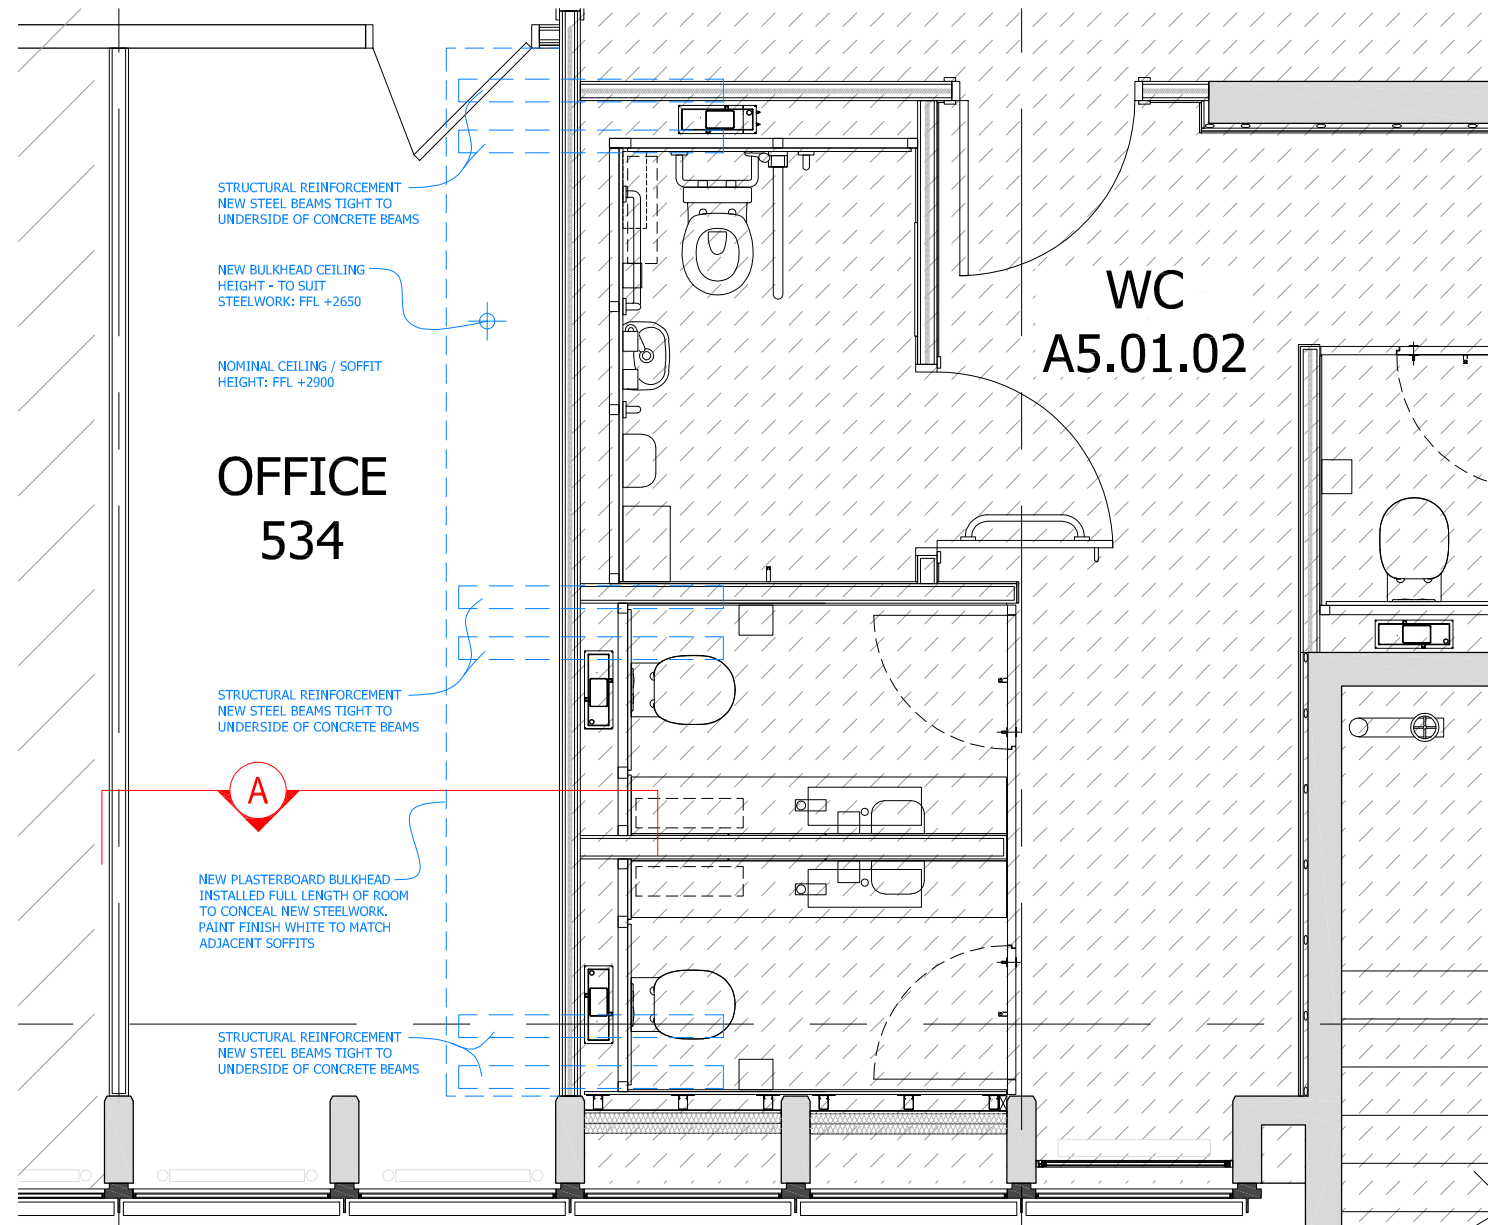 STRUCTURAL REINFORCEMENT
NEW STEEL BEAMS TIGHT TO
UNDERSIDE OF CONCRETE BEAMS
NEW BULKHEAD CEILING
HEIGHT - TO SUIT
STEELWORK: FFL +2650
NOMINAL CEILING / SOFFIT
HEIGHT: FFL +2900
OFFICE
534
WC
A5.01.02
STRUCTURAL REINFORCEMENT
NEW STEEL BEAMS TIGHT TO
UNDERSIDE OF CONCRETE BEAMS
A
NEW PLASTERBOARD BULKHEAD
INSTALLED FULL LENGTH OF ROOM
TO CONCEAL NEW STEELWORK.
PAINT FINISH WHITE TO MATCH
ADJACENT SOFFITS
STRUCTURAL REINFORCEMENT
NEW STEEL BEAMS TIGHT TO
UNDERSIDE OF CONCRETE BEAMS